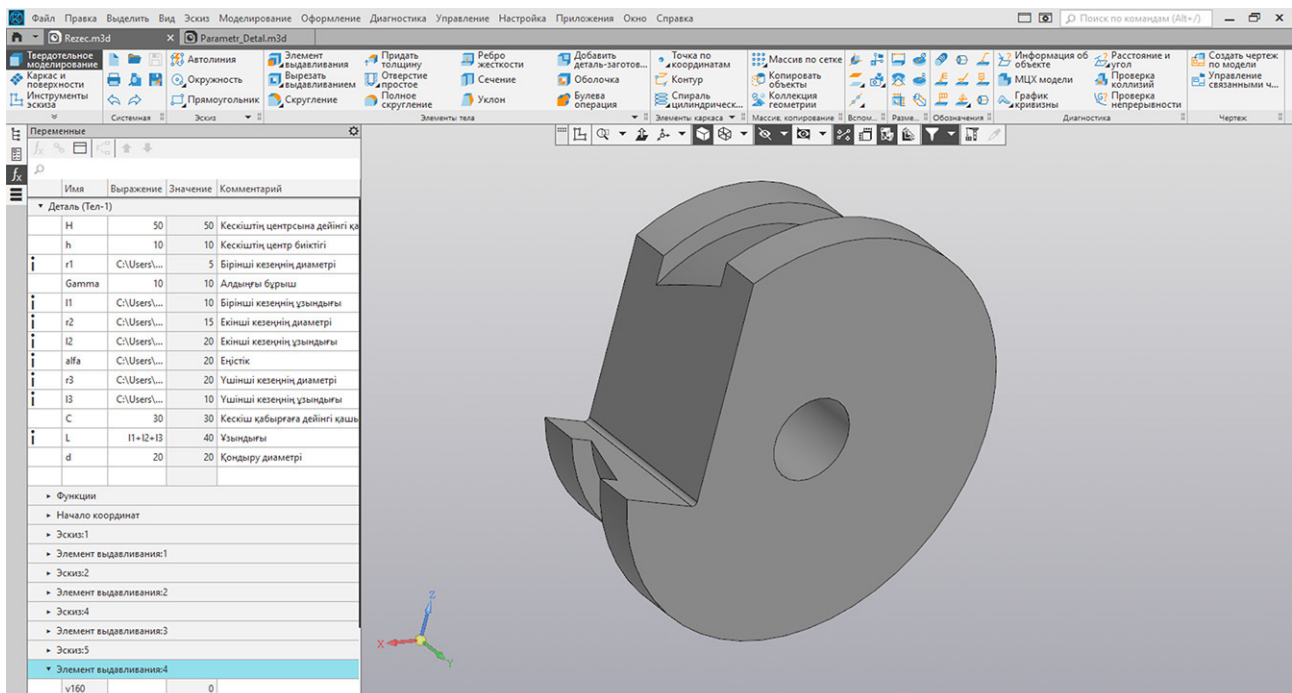 Файл Правка Выделить Вид Эскиз Моделирование Оформление Диагностика Управление Настройка Приложения Окно Справка
Поиск по командам (Alt+/)
Rezec.m3d
Parametr_Detal.m3d
Твердотельное моделирование
Каркас и поверхности
Инструменты эскиза
Системная
Автолиния
Окружность
Прямоугольник
Эскиз
Элемент выдавливания
Вырезать выдавливанием
Скругление
Придать толщину
Отверстие простое
Полное скругление
Ребро жесткости
Сечение
Уклон
Добавить деталь-заготов...
Оболочка
Булева операция
Элементы тела
Точка по координатам
Контур
Спираль цилиндрическ...
Элементы каркаса
Массив по сетке
Копировать объекты
Коллекция геометрии
Массив, копирование
Вспом...
Разме...
Обозначения
Информация об объекте
МЦХ модели
График кривизны
Расстояние и угол
Проверка коллизий
Проверка непрерывности
Диагностика
Создать чертеж по модели
Управление связанными ч...
Чертеж
Переменные
Имя Выражение Значение Комментарий
Деталь (Тел-1)
H 50 50 Кескіштің центрсына дейінгі қа
h 10 10 Кескіштің центр биіктігі
r1 C:\Users\... 5 Бірінші кезеңнің диаметрі
Gamma 10 10 Алдыңғы бұрыш
l1 C:\Users\... 10 Бірінші кезеңнің ұзындығы
r2 C:\Users\... 15 Екінші кезеңнің диаметрі
l2 C:\Users\... 20 Екінші кезеңнің ұзындығы
alfa C:\Users\... 20 Еңістік
r3 C:\Users\... 20 Үшінші кезеңнің диаметрі
l3 C:\Users\... 10 Үшінші кезеңнің ұзындығы
C 30 30 Кескіш қабырғаға дейінгі қашы
L l1+l2+l3 40 Ұзындығы
d 20 20 Қондыру диаметрі
Функции
Начало координат
Эскиз:1
Элемент выдавливания:1
Эскиз:2
Элемент выдавливания:2
Эскиз:4
Элемент выдавливания:3
Эскиз:5
Элемент выдавливания:4
v160 0
Z
X
Y